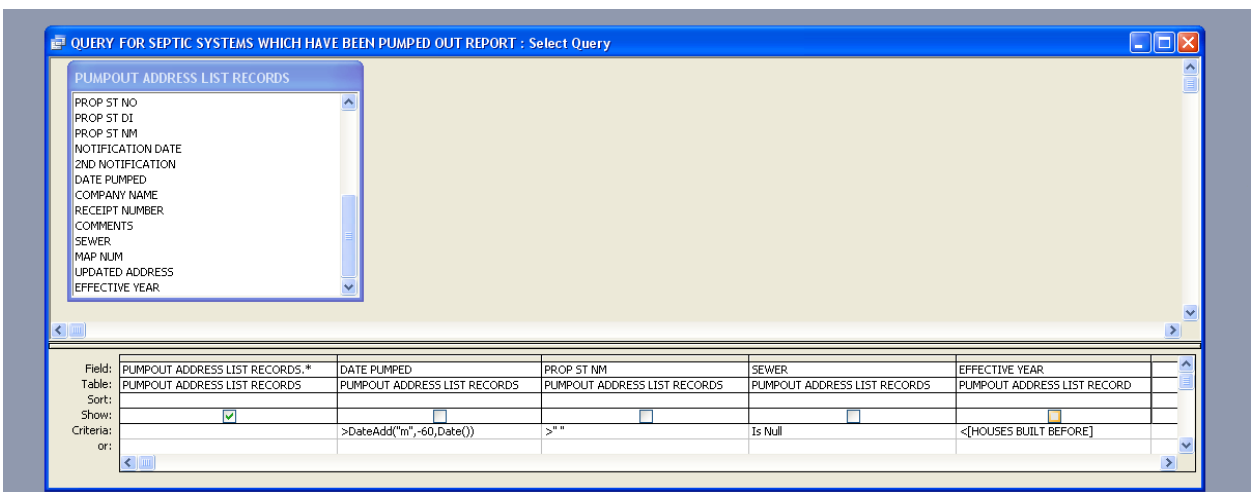 QUERY FOR SEPTIC SYSTEMS WHICH HAVE BEEN PUMPED OUT REPORT : Select Query
PUMPOUT ADDRESS LIST RECORDS
PROP ST NO
PROP ST DI
PROP ST NM
NOTIFICATION DATE
2ND NOTIFICATION
DATE PUMPED
COMPANY NAME
RECEIPT NUMBER
COMMENTS
SEWER
MAP NUM
UPDATED ADDRESS
EFFECTIVE YEAR
Field: PUMPOUT ADDRESS LIST RECORDS.* DATE PUMPED PROP ST NM SEWER EFFECTIVE YEAR
Table: PUMPOUT ADDRESS LIST RECORDS PUMPOUT ADDRESS LIST RECORDS PUMPOUT ADDRESS LIST RECORDS PUMPOUT ADDRESS LIST RECORDS PUMPOUT ADDRESS LIST RECORD
Sort:
Show:
Criteria: >DateAdd("m",-60,Date()) >" " Is Null <[HOUSES BUILT BEFORE]
or: